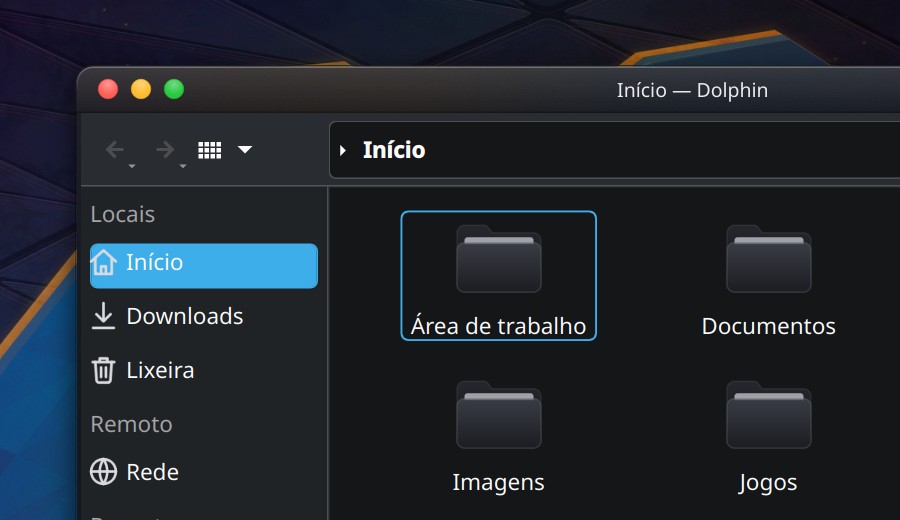 Início — Dolphin
Início
Locais
Início
Downloads
Lixeira
Remoto
Rede
Área de trabalho
Documentos
Imagens
Jogos